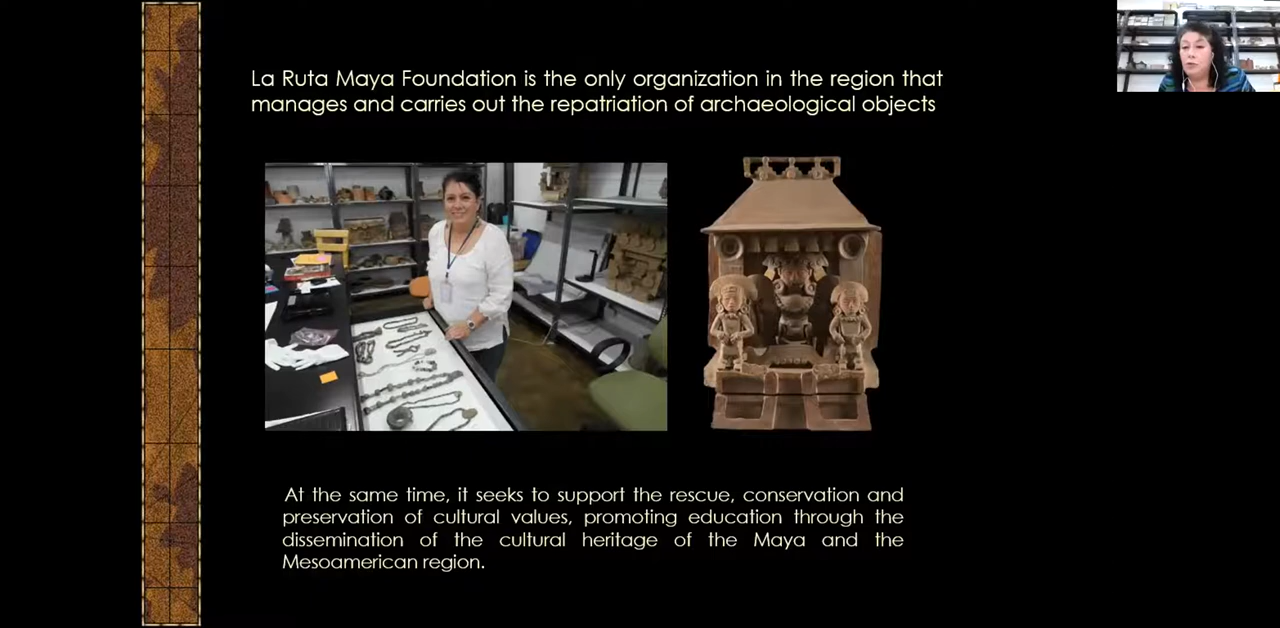 La Ruta Maya Foundation is the only organization in the region that
manages and carries out the repatriation of archaeological objects
At the same time, it seeks to support the rescue, conservation and
preservation of cultural values, promoting education through the
dissemination of the cultural heritage of the Maya and the
Mesoamerican region.